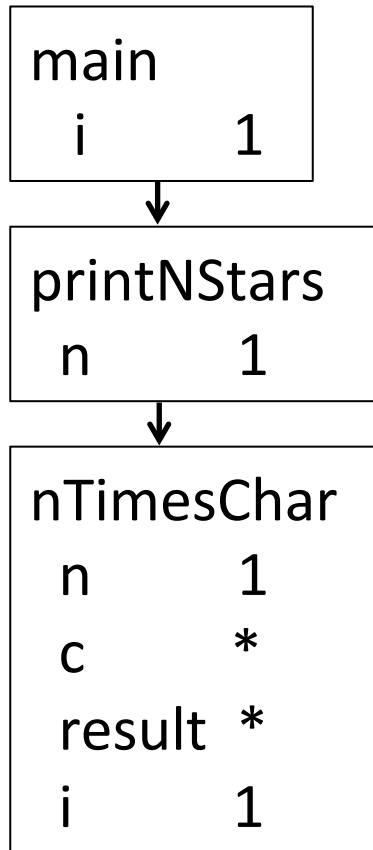 main
i 1
printNStars
n 1
nTimesChar
n 1
c *
result *
i 1